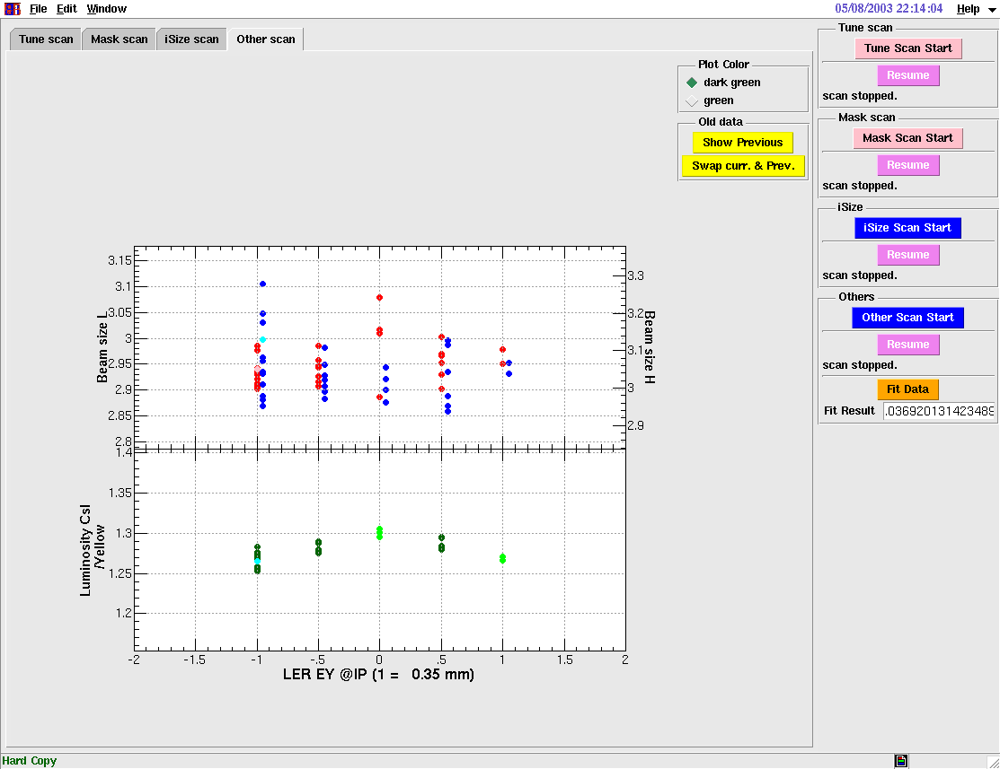 File Edit Window 05/08/2003 22:14:04 Help
Tune scan Mask scan iSize scan Other scan
Plot Color
dark green
green
Old data
Show Previous
Swap curr. & Prev.
Tune scan
Tune Scan Start
Resume
scan stopped.
Mask scan
Mask Scan Start
Resume
scan stopped.
iSize
iSize Scan Start
Resume
scan stopped.
Others
Other Scan Start
Resume
scan stopped.
Fit Data
Fit Result .036920131423489
Beam size L
3.15
3.1
3.05
3
2.95
2.9
2.85
2.8
Beam size H
3.3
3.2
3.1
3
2.9
Luminosity CsI
/Yellow
1.4
1.35
1.3
1.25
1.2
-2 -1.5 -1 -.5 0 .5 1 1.5 2
LER EY @IP (1 = 0.35 mm)
Hard Copy